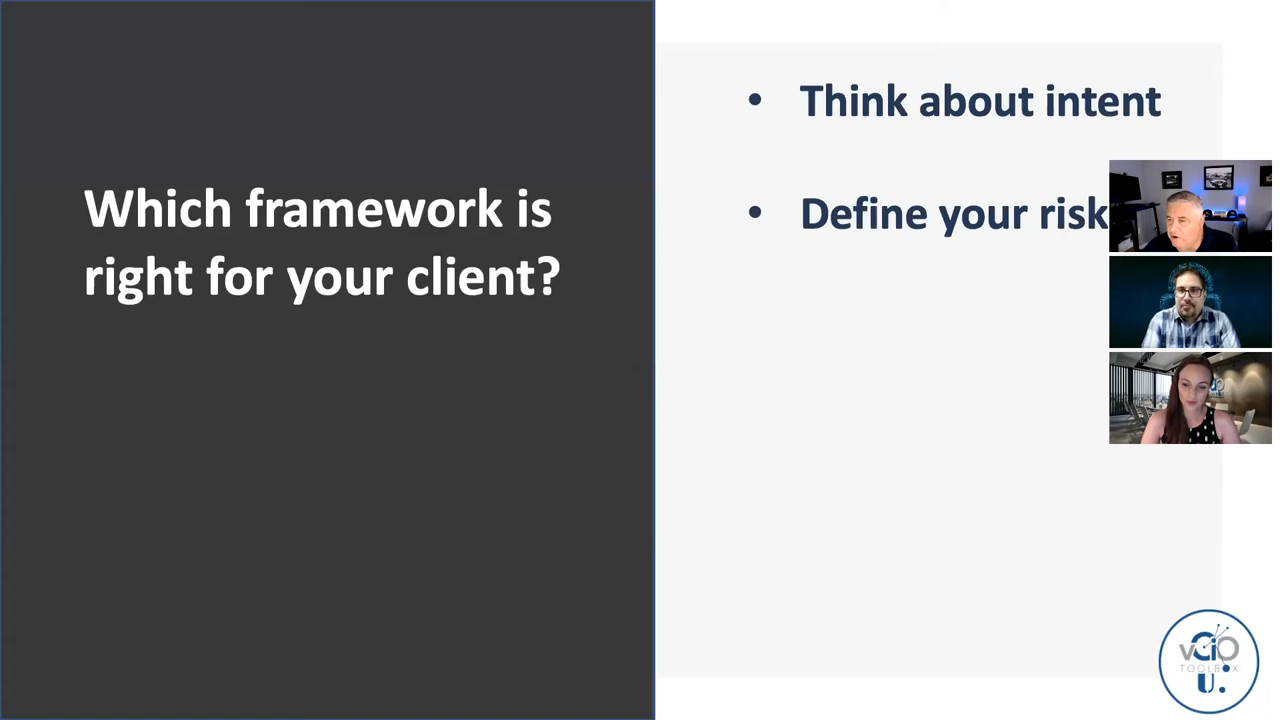 Which framework is
right for your client?
• Think about intent
• Define your risk
vCIO
TOOLBOX
U.